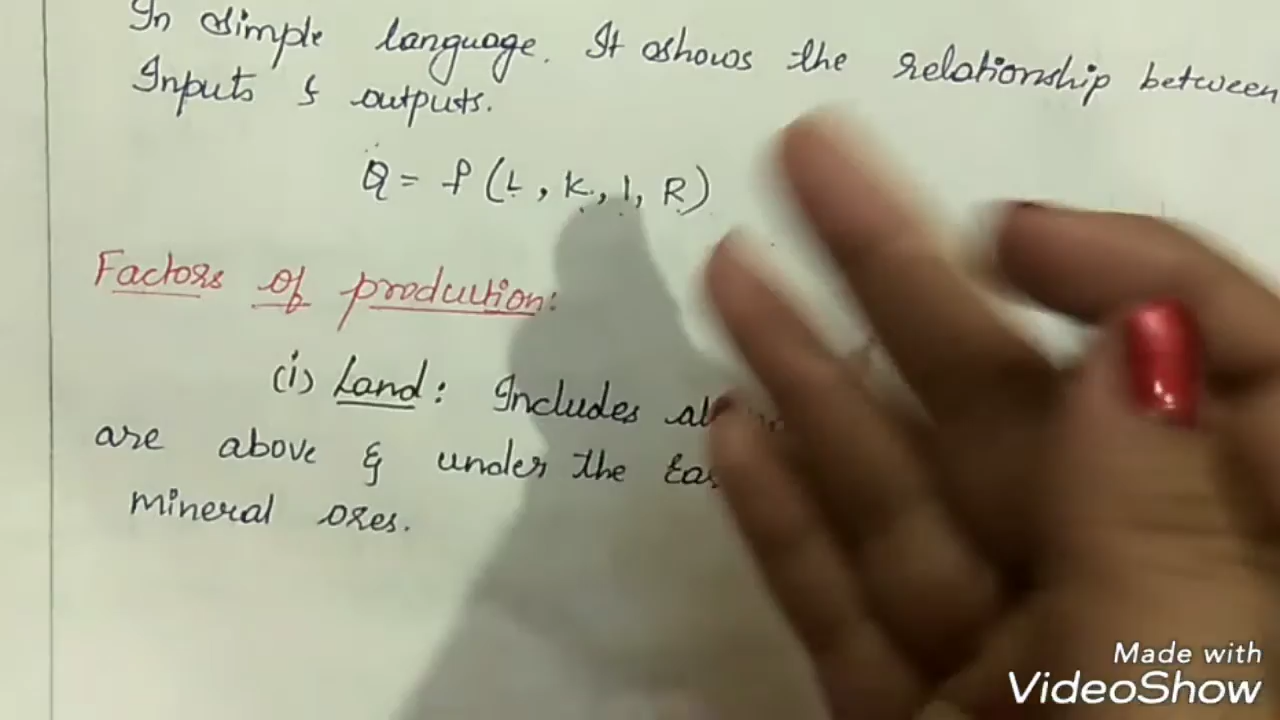 In simple language. It shows the relationship between
Inputs & outputs.
Q = f (L, K, I, R)
Factors of production:
(i) Land: Includes
are above & under the
mineral ores.
Made with
VideoShow